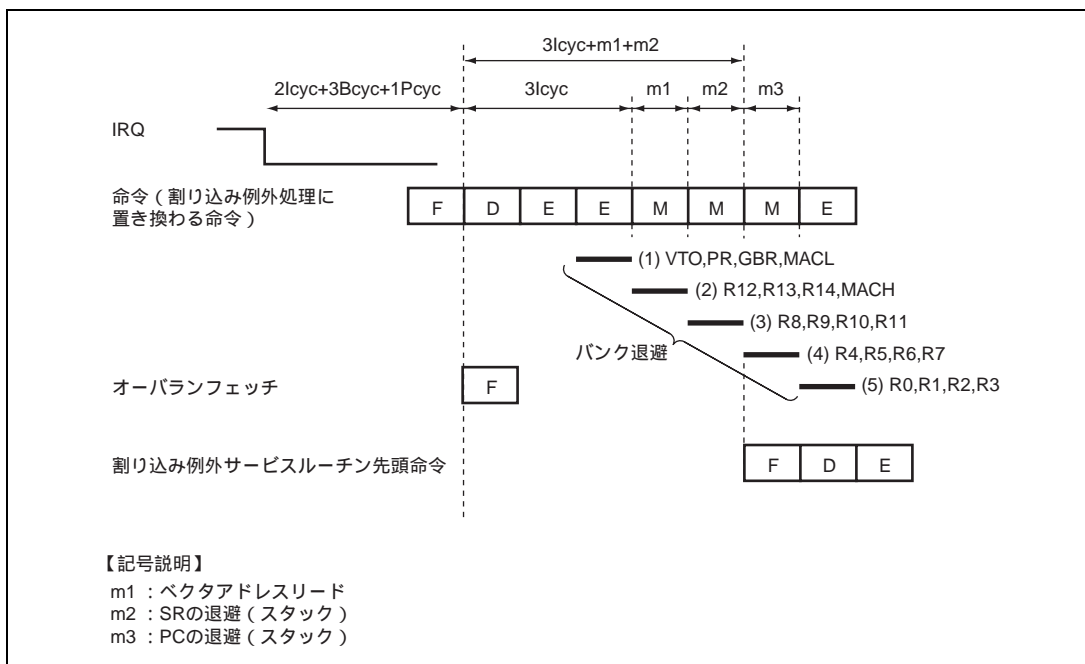 3Icyc+m1+m2
2Icyc+3Bcyc+1Pcyc
3Icyc
m1
m2
m3
IRQ
命令（割り込み例外処理に
置き換わる命令）
F
D
E
E
M
M
M
E
(1) VTO,PR,GBR,MACL
(2) R12,R13,R14,MACH
(3) R8,R9,R10,R11
バンク退避
(4) R4,R5,R6,R7
オーバランフェッチ
F
(5) R0,R1,R2,R3
割り込み例外サービスルーチン先頭命令
F
D
E
【記号説明】
m1 ：ベクタアドレスリード
m2 ：SRの退避（スタック）
m3 ：PCの退避（スタック）